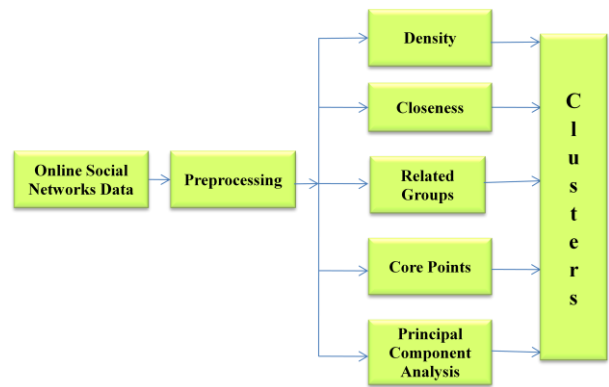 Online Social
Networks Data
Preprocessing
Density
Closeness
Related
Groups
Core Points
Principal
Component
Analysis
C
l
u
s
t
e
r
s